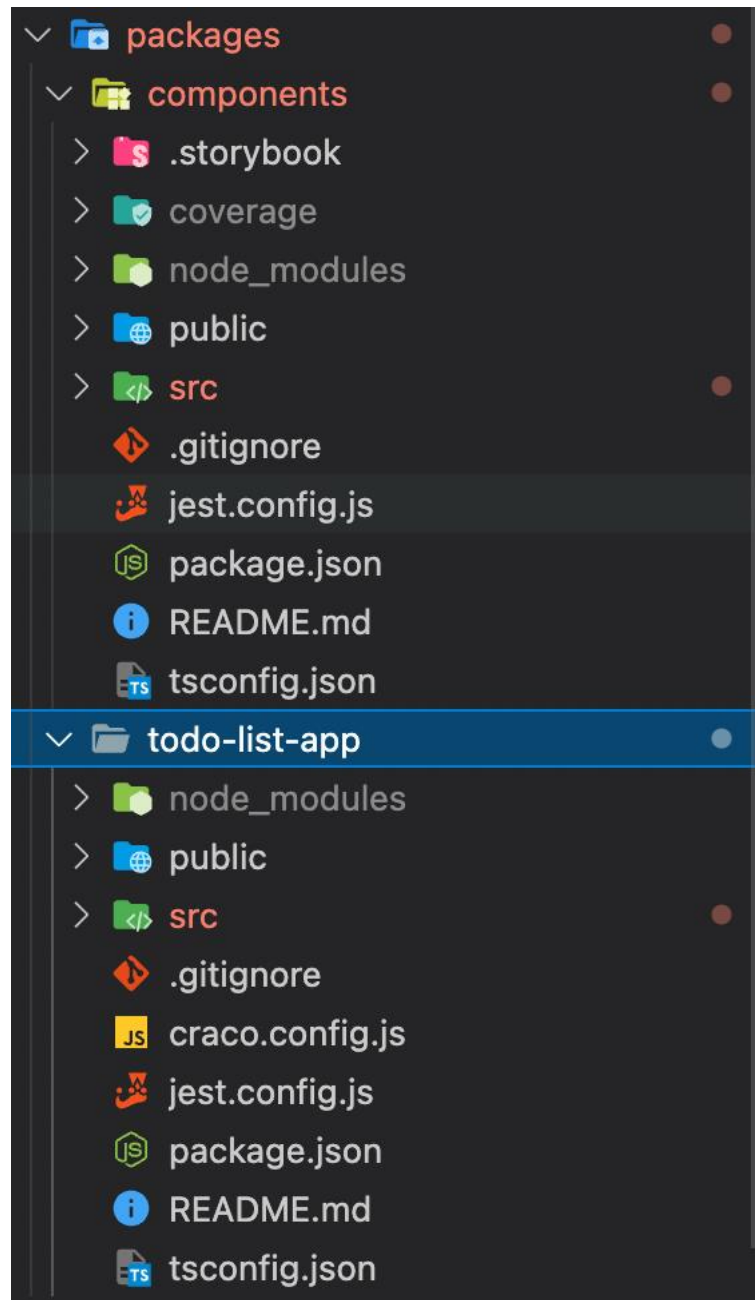 packages
components
.storybook
coverage
node_modules
public
src
.gitignore
jest.config.js
package.json
README.md
tsconfig.json
todo-list-app
node_modules
public
src
.gitignore
craco.config.js
jest.config.js
package.json
README.md
tsconfig.json